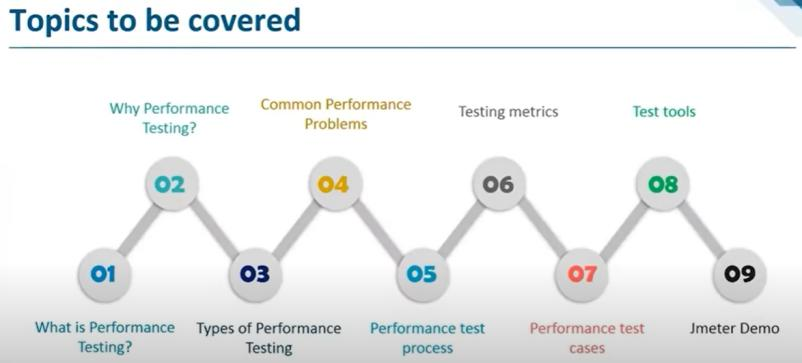 Topics to be covered
Why Performance
Testing?
Common Performance
Problems
Testing metrics
Test tools
02
04
06
08
01
03
05
07
09
What is Performance
Testing?
Types of Performance
Testing
Performance test
process
Performance test
cases
Jmeter Demo